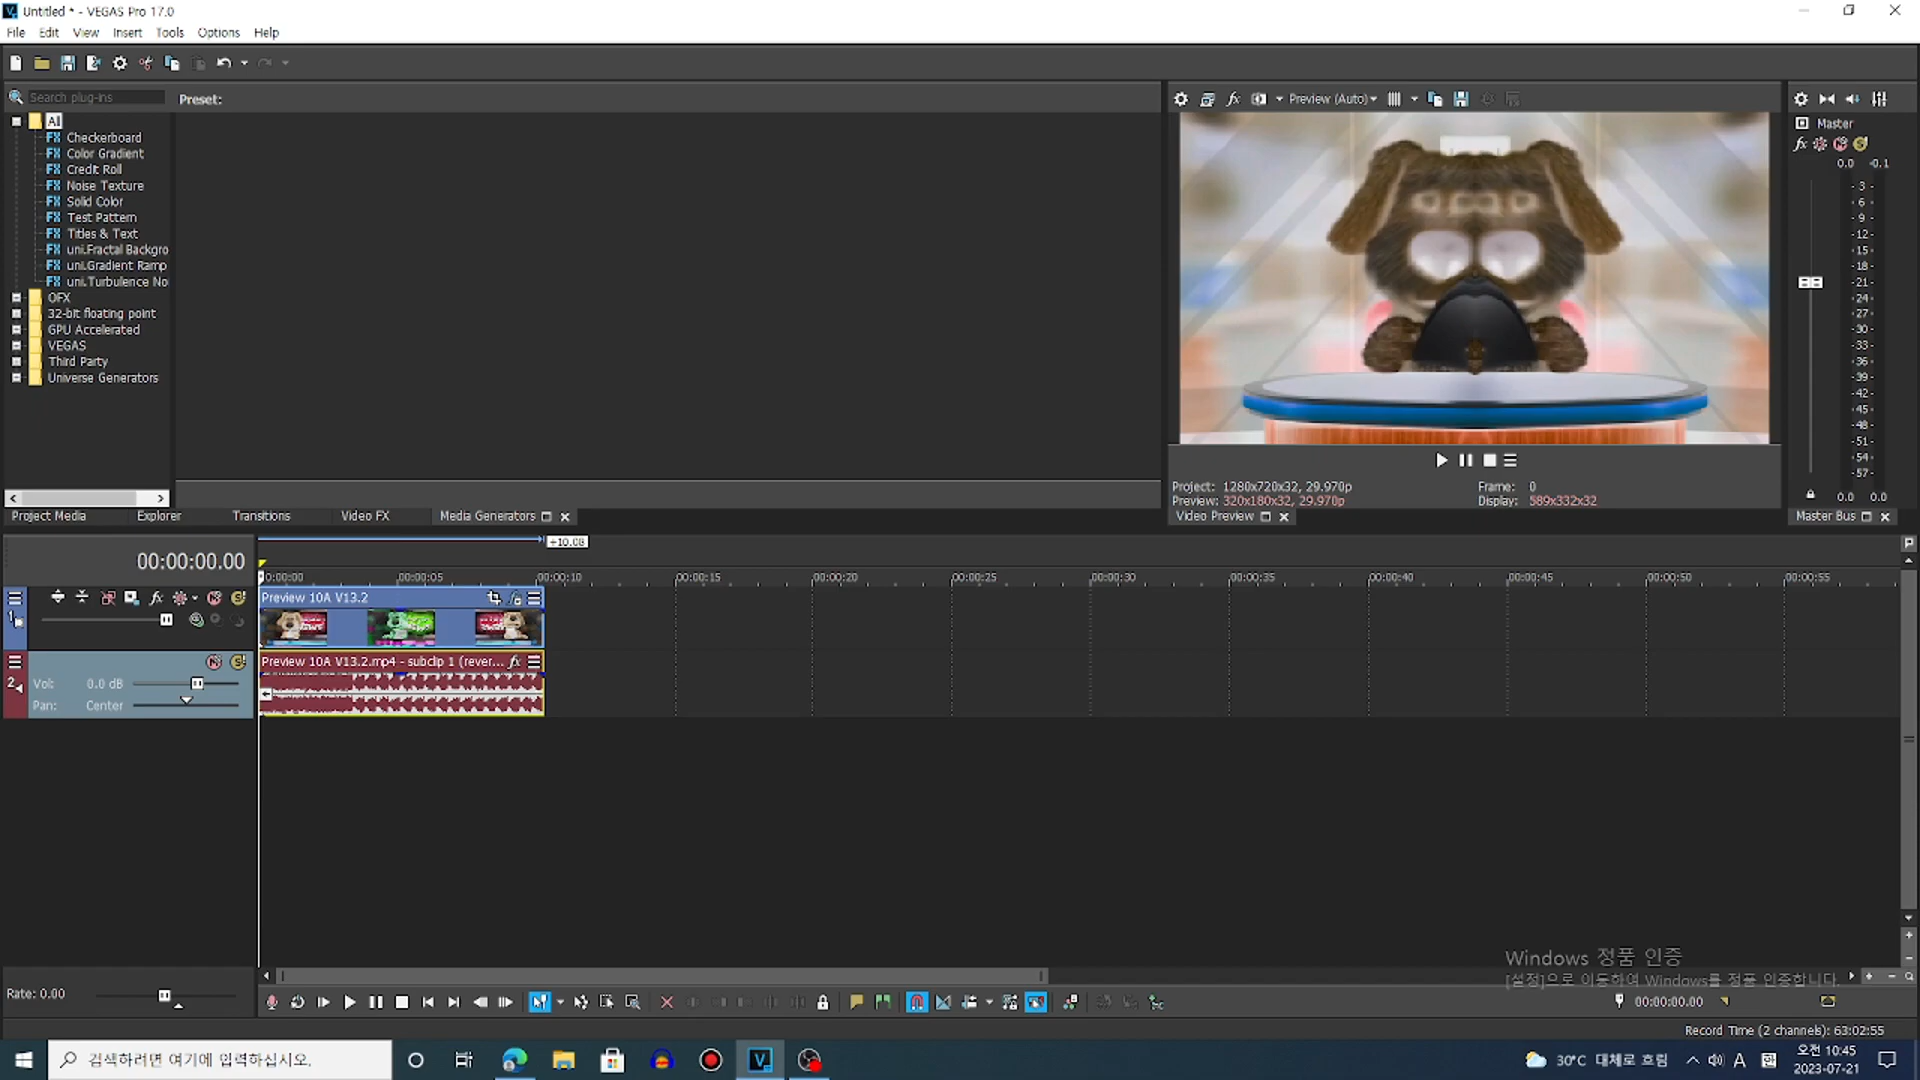 Untitled * - VEGAS Pro 17.0
File Edit View Insert Tools Options Help
Search plug-ins
Preset:
All
Checkerboard
Color Gradient
Credit Roll
Noise Texture
Solid Color
Test Pattern
Titles & Text
uni.Fractal Backgro
uni.Gradient Ramp
uni.Turbulence No
OFX
32-bit floating point
GPU Accelerated
VEGAS
Third Party
Universe Generators
Project Media Explorer Transitions Video FX Media Generators
Preview (Auto)
Project: 1280x720x32, 29.970p
Frame: 0
Preview: 320x180x32, 29.970p
Display: 589x332x32
Video Preview
Master
0.0 -0.1
- 3 -
- 6 -
- 9 -
-12-
-15-
-18-
-21-
-24-
-27-
-30-
-33-
-36-
-39-
-42-
-45-
-48-
-51-
-54-
-57-
0.0 0.0
Master Bus
00:00:00.00
+10.08
0:00:00 00:00:05 00:00:10 00:00:15 00:00:20 00:00:25 00:00:30 00:00:35 00:00:40 00:00:45 00:00:50 00:00:55
1
Preview 10A V13.2
2
Preview 10A V13.2.mp4 - subclip 1 (rever...
Vol: 0.0 dB
Pan: Center
Windows 정품 인증
[설정]으로 이동하여 Windows를 정품 인증합니다.
Rate: 0.00
00:00:00.00
Record Time (2 channels): 63:02:55
검색하려면 여기에 입력하십시오.
30°C 대체로 흐림
A
오전 10:45
2023-07-21